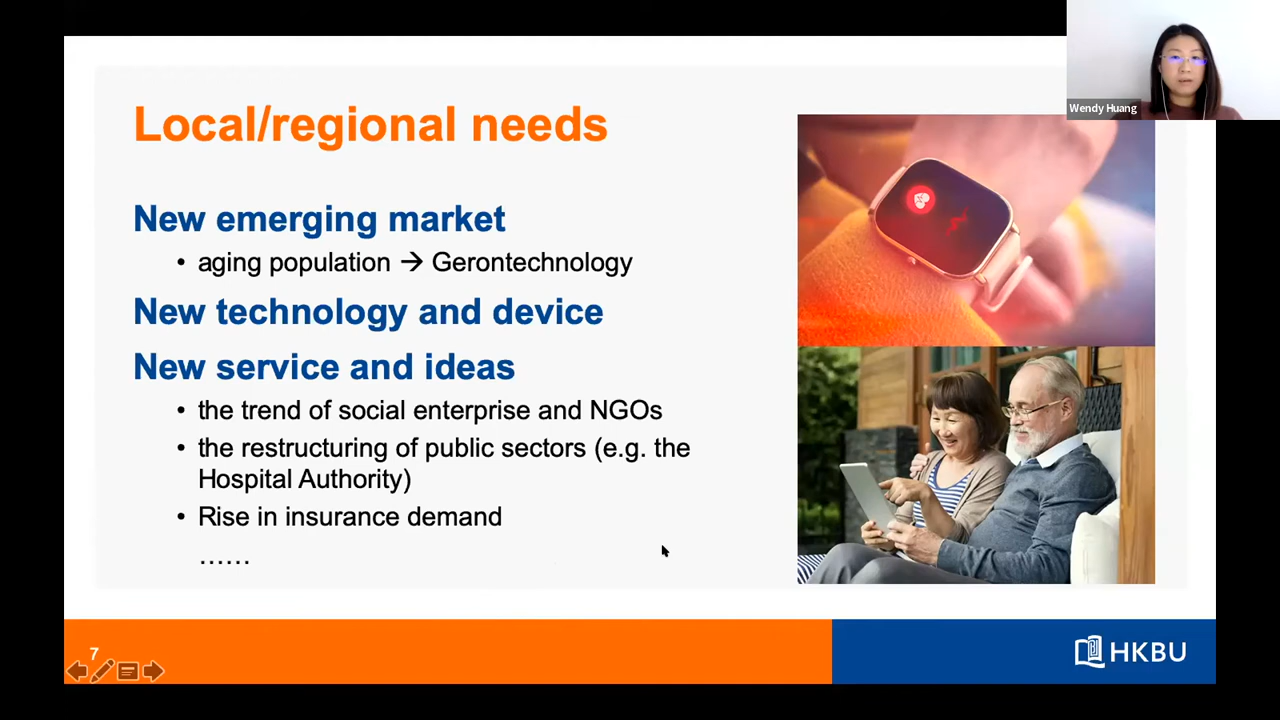 Wendy Huang
Local/regional needs
New emerging market
• aging population → Gerontechnology
New technology and device
New service and ideas
• the trend of social enterprise and NGOs
• the restructuring of public sectors (e.g. the
Hospital Authority)
• Rise in insurance demand
……
7
HKBU